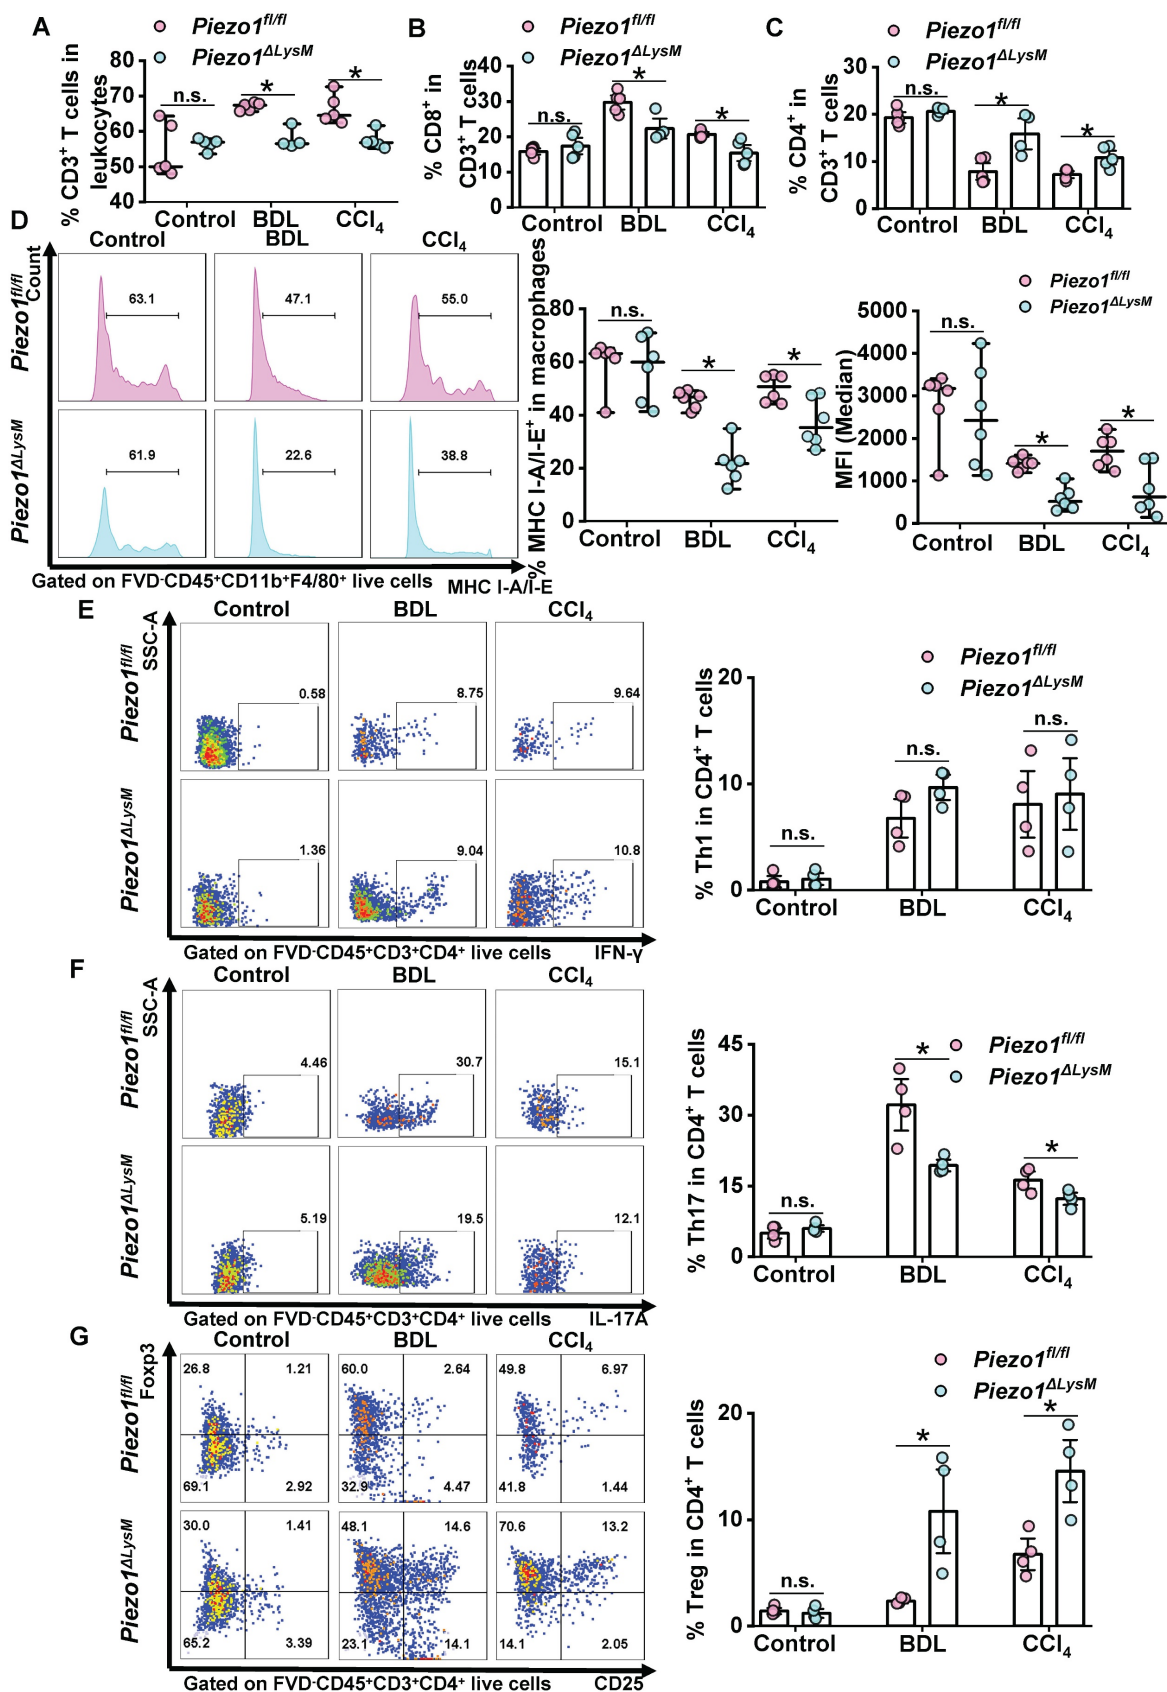 A
Piezo1fl/fl
Piezo1ΔLysM
% CD3+ T cells in
leukocytes
80
70
60
50
40
n.s.
*
*
Control
BDL
CCl4
B
Piezo1fl/fl
Piezo1ΔLysM
% CD8+ in
CD3+ T cells
40
30
20
10
0
n.s.
*
*
Control
BDL
CCl4
C
Piezo1fl/fl
Piezo1ΔLysM
% CD4+ in
CD3+ T cells
30
20
10
0
n.s.
*
*
Control
BDL
CCl4
D
Control
BDL
CCl4
Count
Piezo1fl/fl
63.1
47.1
55.0
Piezo1ΔLysM
61.9
22.6
38.8
Gated on FVD-CD45+CD11b+F4/80+ live cells
MHC I-A/I-E
% MHC I-A/I-E+ in macrophages
80
60
40
20
0
n.s.
*
*
Control
BDL
CCl4
Piezo1fl/fl
Piezo1ΔLysM
MFI (Median)
5000
4000
3000
2000
1000
0
n.s.
*
*
Control
BDL
CCl4
E
Control
BDL
CCl4
SSC-A
Piezo1fl/fl
0.58
8.75
9.64
Piezo1ΔLysM
1.36
9.04
10.8
Gated on FVD-CD45+CD3+CD4+ live cells
IFN-γ
Piezo1fl/fl
Piezo1ΔLysM
% Th1 in CD4+ T cells
20
10
0
n.s.
n.s.
n.s.
Control
BDL
CCl4
F
Control
BDL
CCl4
SSC-A
Piezo1fl/fl
4.46
30.7
15.1
Piezo1ΔLysM
5.19
19.5
12.1
Gated on FVD-CD45+CD3+CD4+ live cells
IL-17A
Piezo1fl/fl
Piezo1ΔLysM
% Th17 in CD4+ T cells
45
30
15
0
n.s.
*
*
Control
BDL
CCl4
G
Control
BDL
CCl4
Foxp3
Piezo1fl/fl
26.8
1.21
60.0
2.64
49.8
6.97
69.1
2.92
32.9
4.47
41.8
1.44
Piezo1ΔLysM
30.0
1.41
48.1
14.6
70.6
13.2
65.2
3.39
23.1
14.1
14.1
2.05
Gated on FVD-CD45+CD3+CD4+ live cells
CD25
Piezo1fl/fl
Piezo1ΔLysM
% Treg in CD4+ T cells
20
10
0
n.s.
*
*
Control
BDL
CCl4